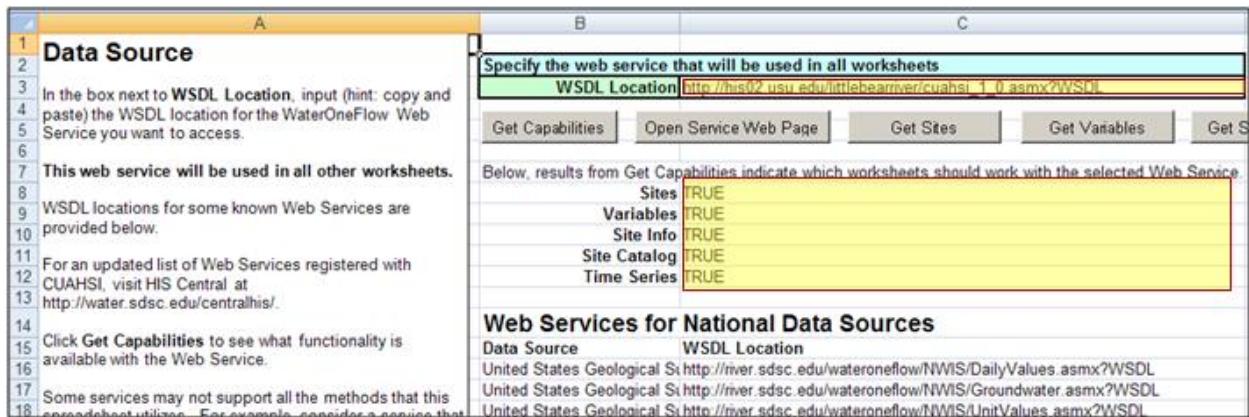 A
B
C
1
Data Source
2
Specify the web service that will be used in all worksheets
3
WSDL Location
http://his02.usu.edu/littlebearriver/cuahsi_1_0.asmx?WSDL
In the box next to WSDL Location, input (hint: copy and
4
paste) the WSDL location for the WaterOneFlow Web
5
Service you want to access.
Get Capabilities
Open Service Web Page
Get Sites
Get Variables
Get S
6
7
This web service will be used in all other worksheets.
Below, results from Get Capabilities indicate which worksheets should work with the selected Web Service.
8
Sites TRUE
9
WSDL locations for some known Web Services are
Variables TRUE
10
provided below.
Site Info TRUE
11
For an updated list of Web Services registered with
Site Catalog TRUE
12
CUAHSI, visit HIS Central at
Time Series TRUE
13
http://water.sdsc.edu/centralhis/.
14
Web Services for National Data Sources
15
Click Get Capabilities to see what functionality is
Data Source
WSDL Location
16
available with the Web Service.
United States Geological Su
http://river.sdsc.edu/wateroneflow/NWIS/DailyValues.asmx?WSDL
17
Some services may not support all the methods that this
United States Geological Su
http://river.sdsc.edu/wateroneflow/NWIS/Groundwater.asmx?WSDL
18
spreadsheet utilizes. For example, consider a service that
United States Geological Su
http://river.sdsc.edu/wateroneflow/NWIS/UnitValues.asmx?WSDL